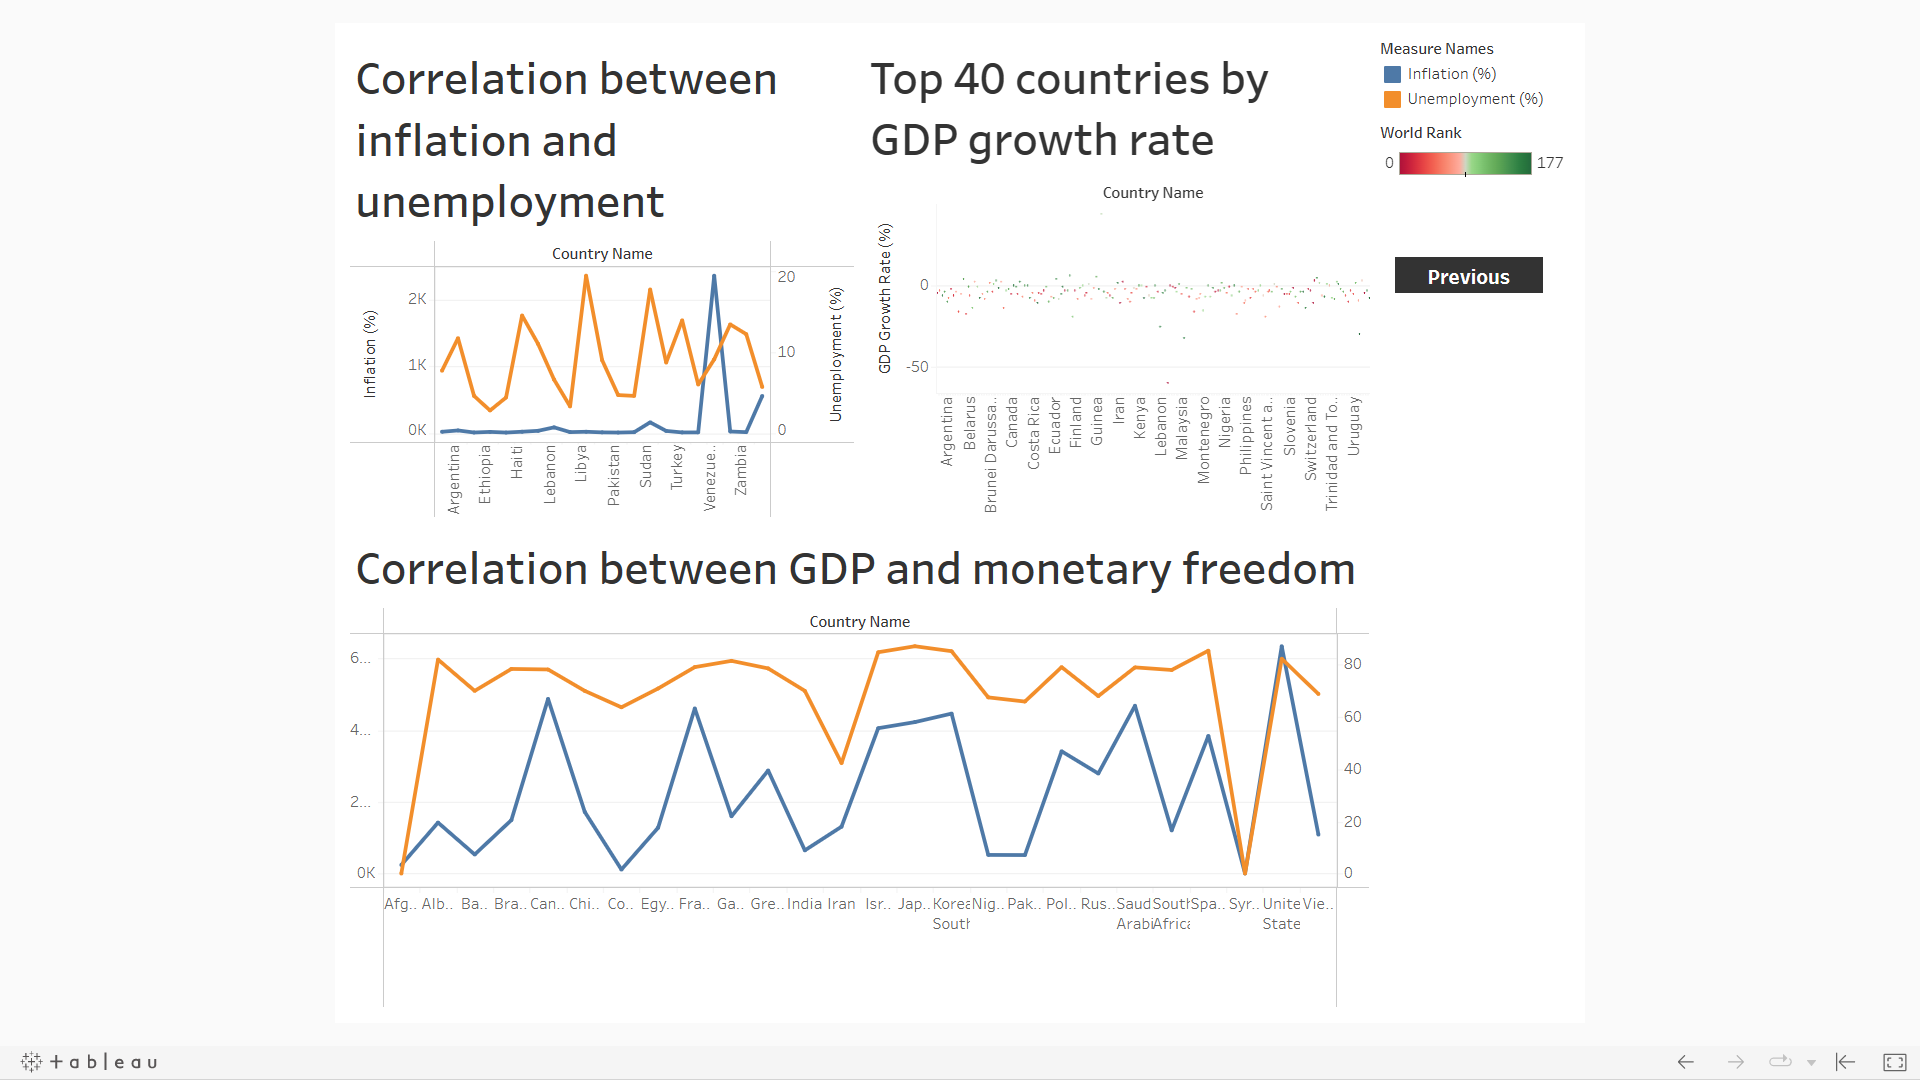 Correlation between
inflation and
unemployment
Country Name
Inflation (%)
2K
1K
0K
20
10
0
Unemployment (%)
Argentina
Ethiopia
Haiti
Lebanon
Libya
Pakistan
Sudan
Turkey
Venezue..
Zambia
Top 40 countries by
GDP growth rate
Country Name
GDP Growth Rate (%)
0
-50
Argentina
Belarus
Brunei Darussa..
Canada
Costa Rica
Ecuador
Finland
Guinea
Iran
Kenya
Lebanon
Malaysia
Montenegro
Nigeria
Philippines
Saint Vincent a..
Slovenia
Switzerland
Trinidad and To..
Uruguay
Measure Names
Inflation (%)
Unemployment (%)
World Rank
0 177
Previous
Correlation between GDP and monetary freedom
Country Name
6...
4...
2...
0K
80
60
40
20
0
Afg.. Alb.. Ba.. Bra.. Can.. Chi.. Co.. Egy.. Fra.. Ga.. Gre.. India Iran Isr.. Jap.. Korea Nig.. Pak.. Pol.. Rus.. Saudi South Spa.. Syr.. Unite Vie..
South Arabi Africa State
+ableau